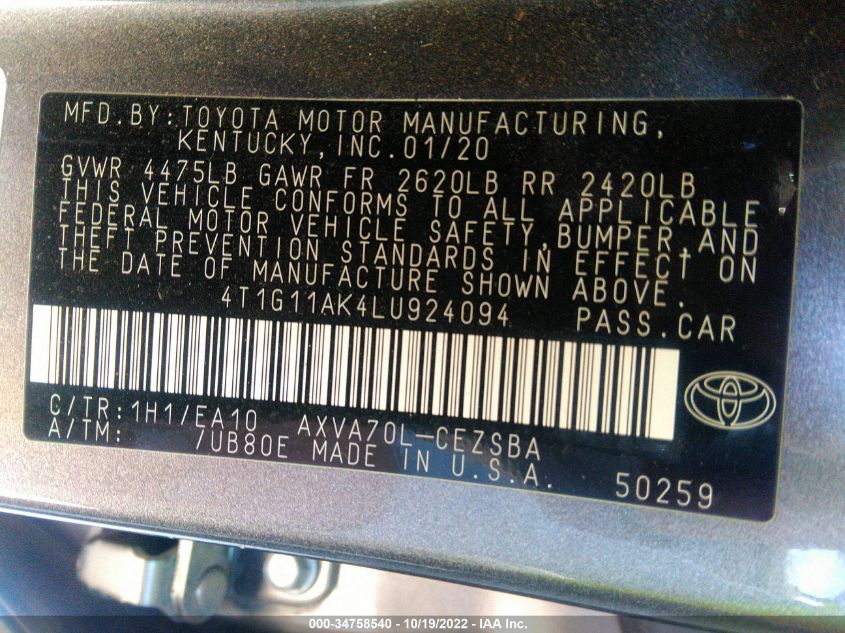 MFD.BY:TOYOTA MOTOR MANUFACTURING,
KENTUCKY,INC.01/20
GVWR 4475LB GAWR FR 2620LB RR 2420LB
THIS VEHICLE CONFORMS TO ALL APPLICABLE
FEDERAL MOTOR VEHICLE SAFETY,BUMPER,AND
THEFT PREVENTION STANDARDS IN EFFECT ON
THE DATE OF MANUFACTURE SHOWN ABOVE.
4T1G11AK4LU924094 PASS.CAR
C/TR:1H1/EA10 AXVA70L-CEZSBA
A/TM: /UB80E MADE IN U.S.A.
50259
000-34758540 - 10/19/2022 - IAA Inc.